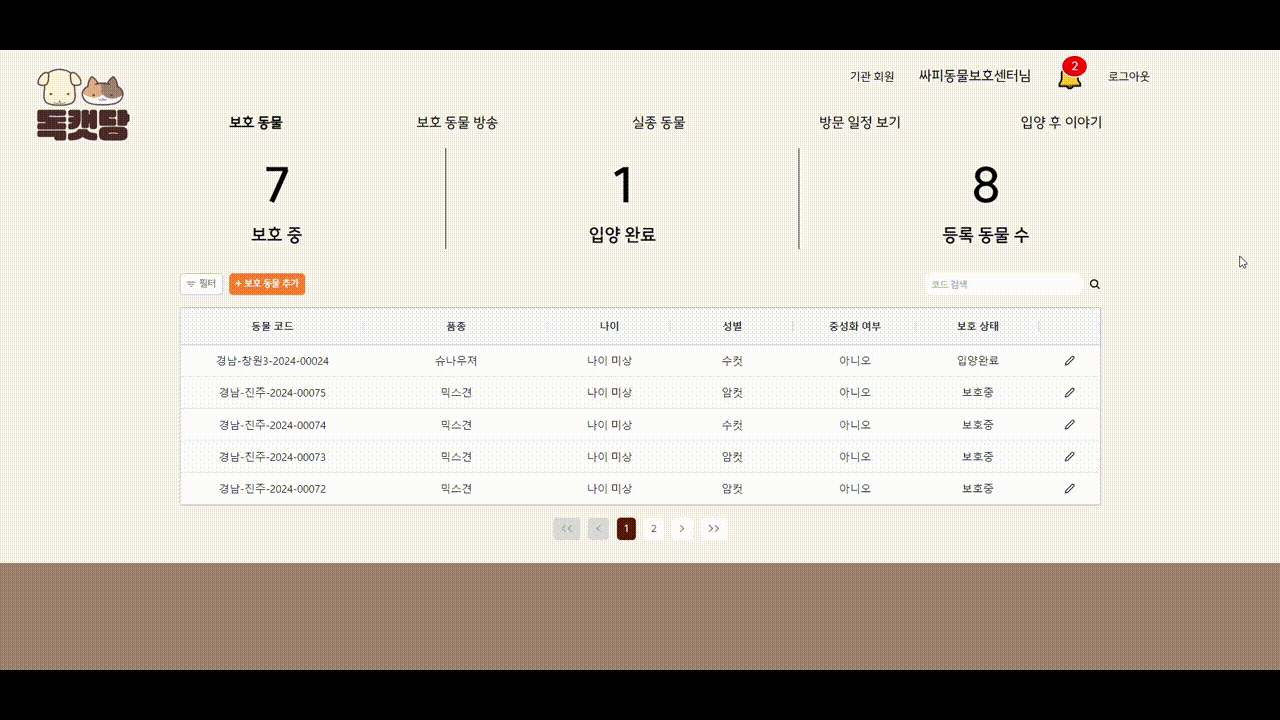 기관 회원 싸피동물보호센터님 2 로그아웃
독캣당
보호 동물 보호 동물 방송 실종 동물 방문 일정 보기 입양 후 이야기
7 1 8
보호 중 입양 완료 등록 동물 수
필터 + 보호 동물 추가 코드 검색
동물 코드 품종 나이 성별 중성화 여부 보호 상태
경남-창원3-2024-00024 슈나우져 나이 미상 수컷 아니오 입양완료
경남-진주-2024-00075 믹스견 나이 미상 암컷 아니오 보호중
경남-진주-2024-00074 믹스견 나이 미상 수컷 아니오 보호중
경남-진주-2024-00073 믹스견 나이 미상 암컷 아니오 보호중
경남-진주-2024-00072 믹스견 나이 미상 암컷 아니오 보호중
<< < 1 2 > >>